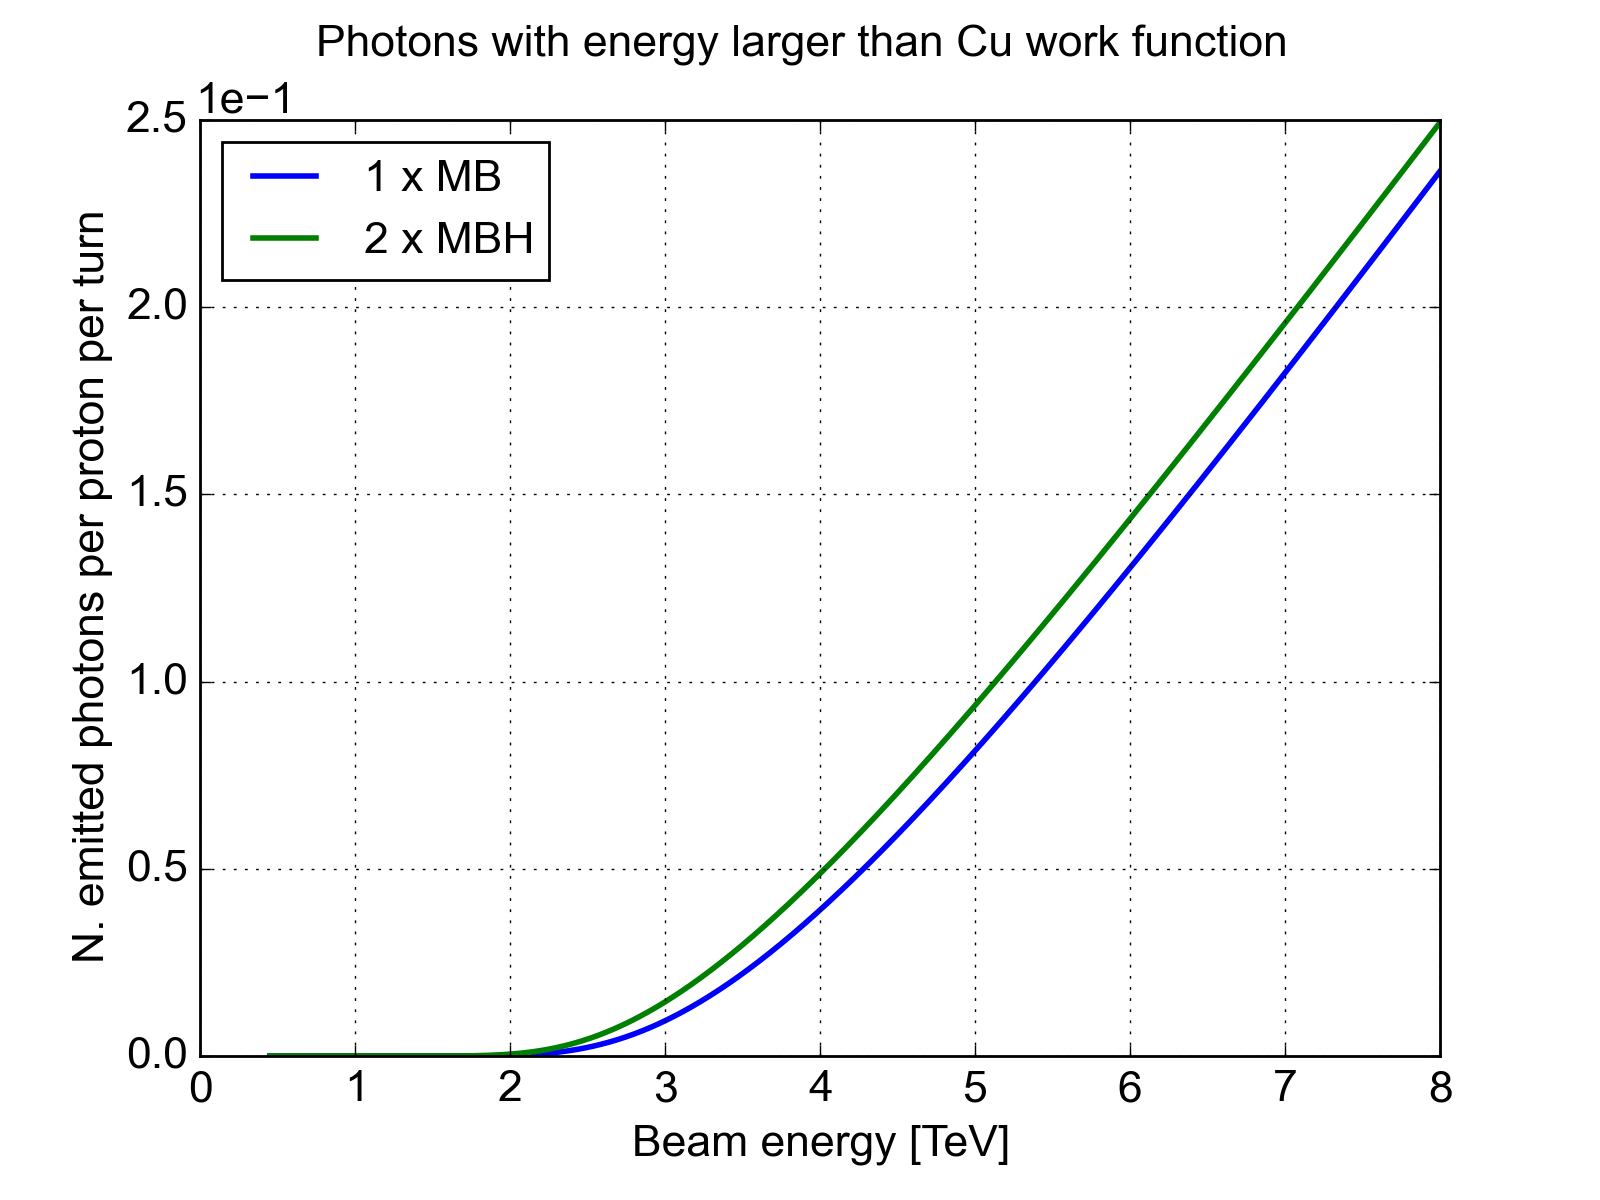 Photons with energy larger than Cu work function
1e−1
2.5
2.0
1.5
1.0
0.5
0.0
N. emitted photons per proton per turn
1 x MB
2 x MBH
0 1 2 3 4 5 6 7 8
Beam energy [TeV]